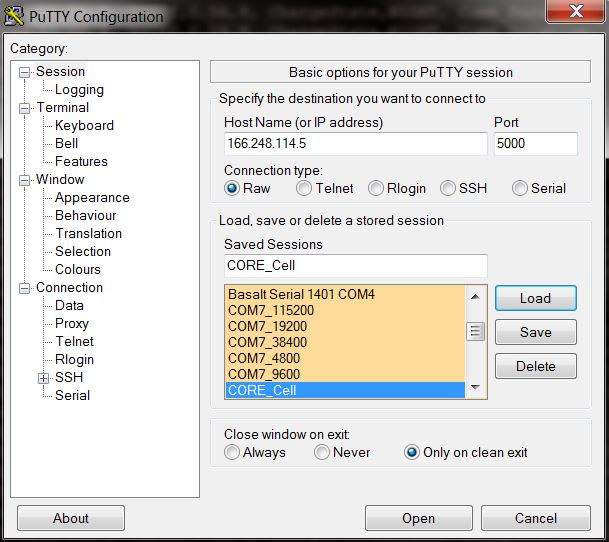 PuTTY Configuration
Category:
Session
Logging
Terminal
Keyboard
Bell
Features
Window
Appearance
Behaviour
Translation
Selection
Colours
Connection
Data
Proxy
Telnet
Rlogin
SSH
Serial
Basic options for your PuTTY session
Specify the destination you want to connect to
Host Name (or IP address) Port
166.248.114.5 5000
Connection type:
Raw Telnet Rlogin SSH Serial
Load, save or delete a stored session
Saved Sessions
CORE_Cell
Basalt Serial 1401 COM4
COM7_115200
COM7_19200
COM7_38400
COM7_4800
COM7_9600
CORE_Cell
Load
Save
Delete
Close window on exit:
Always Never Only on clean exit
About Open Cancel